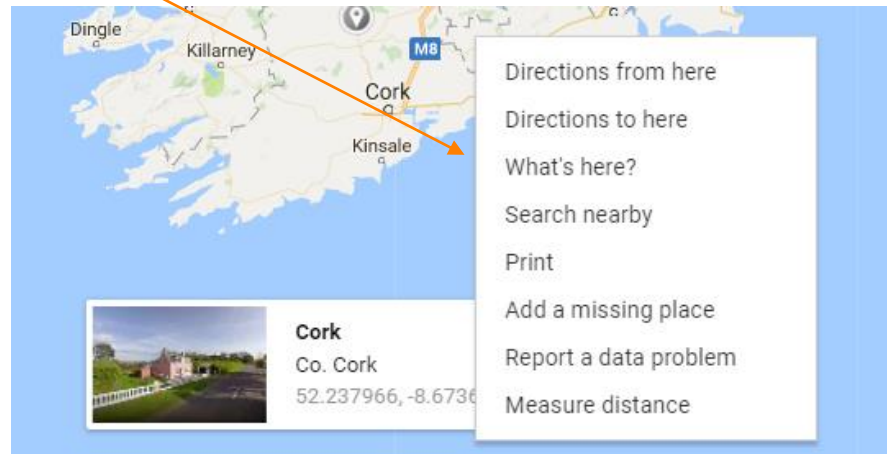 Dingle
Killarney
M8
Cork
Kinsale
Directions from here
Directions to here
What's here?
Search nearby
Print
Add a missing place
Report a data problem
Measure distance
Cork
Co. Cork
52.237966, -8.6736